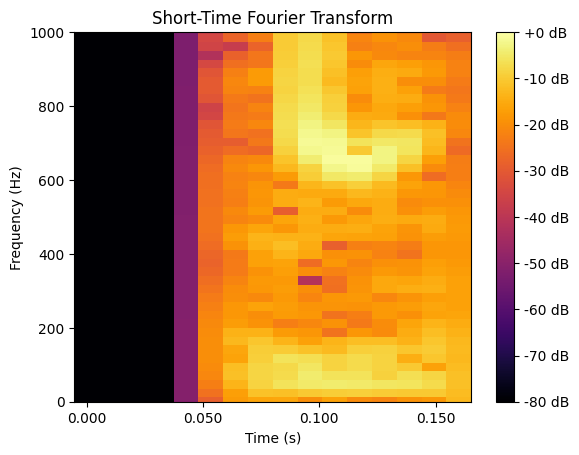 Short-Time Fourier Transform
1000
800
600
400
200
0
Frequency (Hz)
0.000
0.050
0.100
0.150
Time (s)
+0 dB
-10 dB
-20 dB
-30 dB
-40 dB
-50 dB
-60 dB
-70 dB
-80 dB